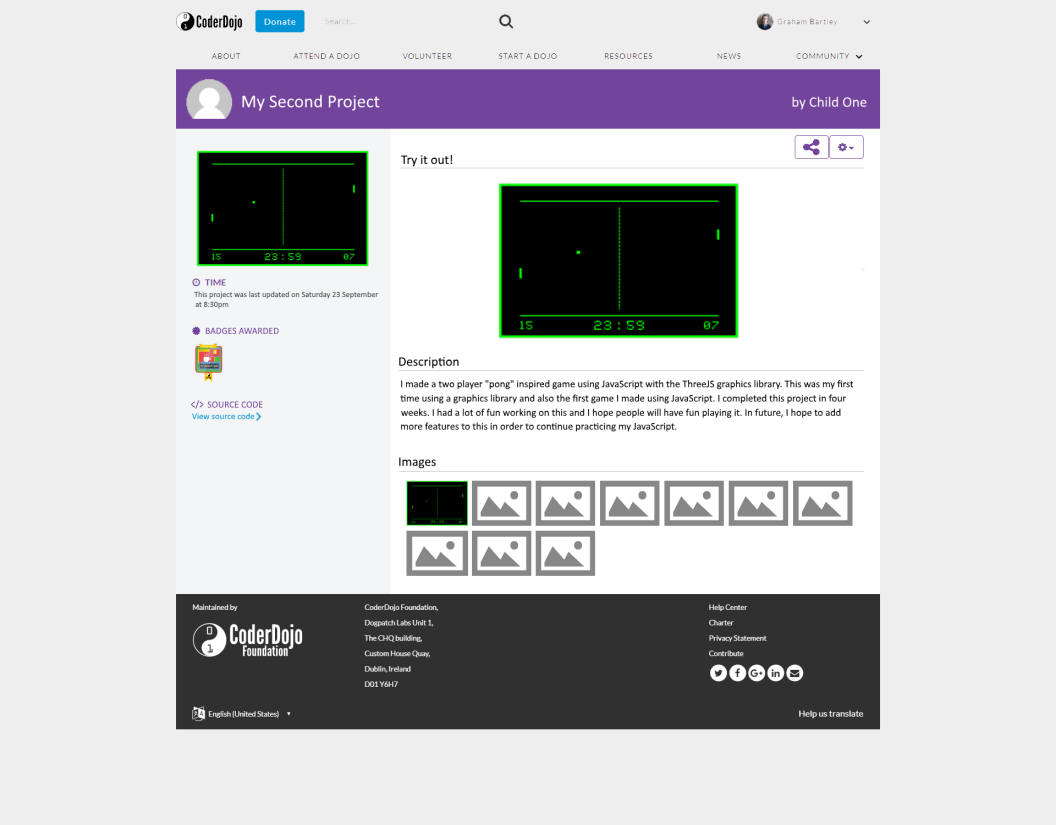 CoderDojo
Donate
Search...
Graham Bartley
ABOUT
ATTEND A DOJO
VOLUNTEER
START A DOJO
RESOURCES
NEWS
COMMUNITY
My Second Project
by Child One
15 23:59 07
TIME
This project was last updated on Saturday 23 September
at 8:30pm
BADGES AWARDED
</> SOURCE CODE
View source code
Try it out!
15 23:59 07
Description
I made a two player "pong" inspired game using JavaScript with the ThreeJS graphics library. This was my first
time using a graphics library and also the first game I made using JavaScript. I completed this project in four
weeks. I had a lot of fun working on this and I hope people will have fun playing it. In future, I hope to add
more features to this in order to continue practicing my JavaScript.
Images
15 23:59 07
Maintained by
0
1
CoderDojo
Foundation
CoderDojo Foundation,
Dogpatch Labs Unit 1,
The CHQ building,
Custom House Quay,
Dublin, Ireland
D01 Y6H7
Help Center
Charter
Privacy Statement
Contribute
English (United States)
Help us translate